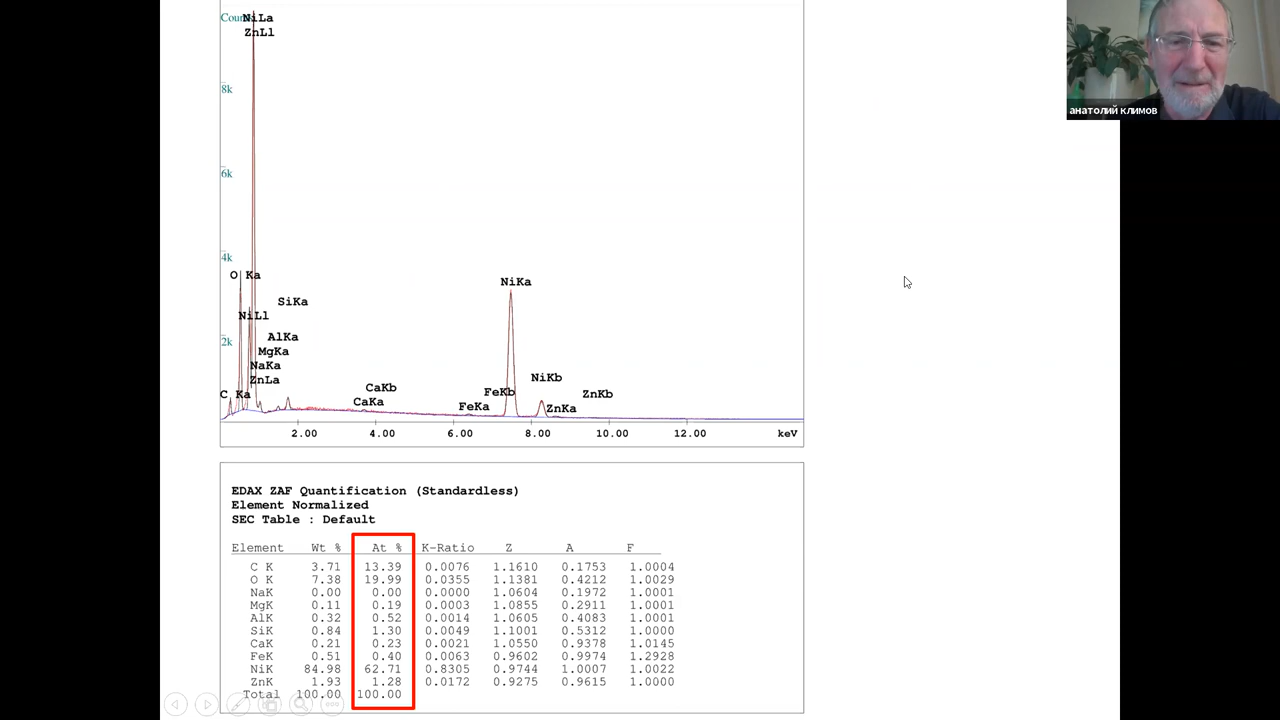 Coun
NiLa
ZnLl
8k
6k
4k
O Ka
SiKa
NiLl
AlKa
2k
MgKa
NaKa
ZnLa
C Ka
CaKb
CaKa
NiKa
NiKb
FeKb
FeKa
ZnKb
ZnKa
2.00 4.00 6.00 8.00 10.00 12.00 keV
EDAX ZAF Quantification (Standardless)
Element Normalized
SEC Table : Default
Element Wt % At % K-Ratio Z A F
C K 3.71 13.39 0.0076 1.1610 0.1753 1.0004
O K 7.38 19.99 0.0355 1.1381 0.4212 1.0029
NaK 0.00 0.00 0.0000 1.0604 0.1972 1.0001
MgK 0.11 0.19 0.0003 1.0855 0.2911 1.0001
AlK 0.32 0.52 0.0014 1.0605 0.4083 1.0001
SiK 0.84 1.30 0.0049 1.1001 0.5312 1.0000
CaK 0.21 0.23 0.0021 1.0550 0.9378 1.0145
FeK 0.51 0.40 0.0063 0.9602 0.9974 1.2928
NiK 84.98 62.71 0.8305 0.9744 1.0007 1.0022
ZnK 1.93 1.28 0.0172 0.9275 0.9615 1.0000
Total 100.00 100.00
анатолий климов